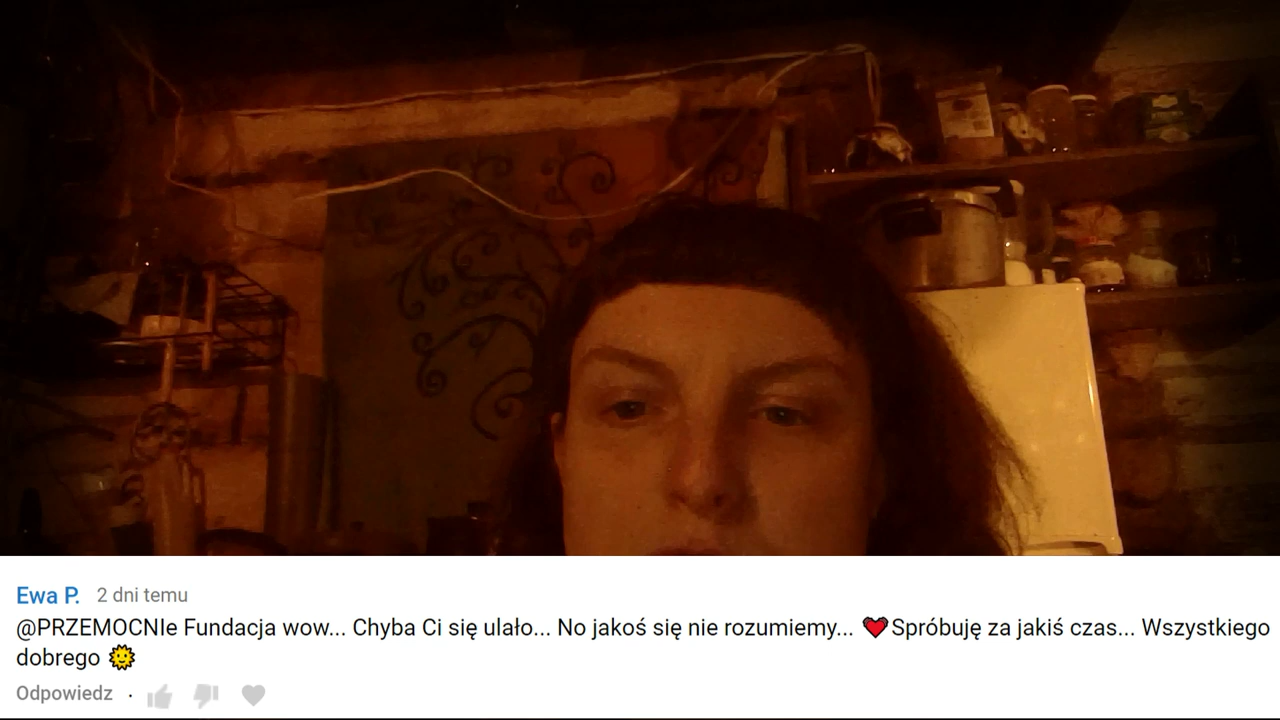 Ewa P. 2 dni temu
@PRZEMOCNIe Fundacja wow... Chyba Ci się ulało... No jakoś się nie rozumiemy... ❤️Spróbuję za jakiś czas... Wszystkiego
dobrego 🌞
Odpowiedz ·